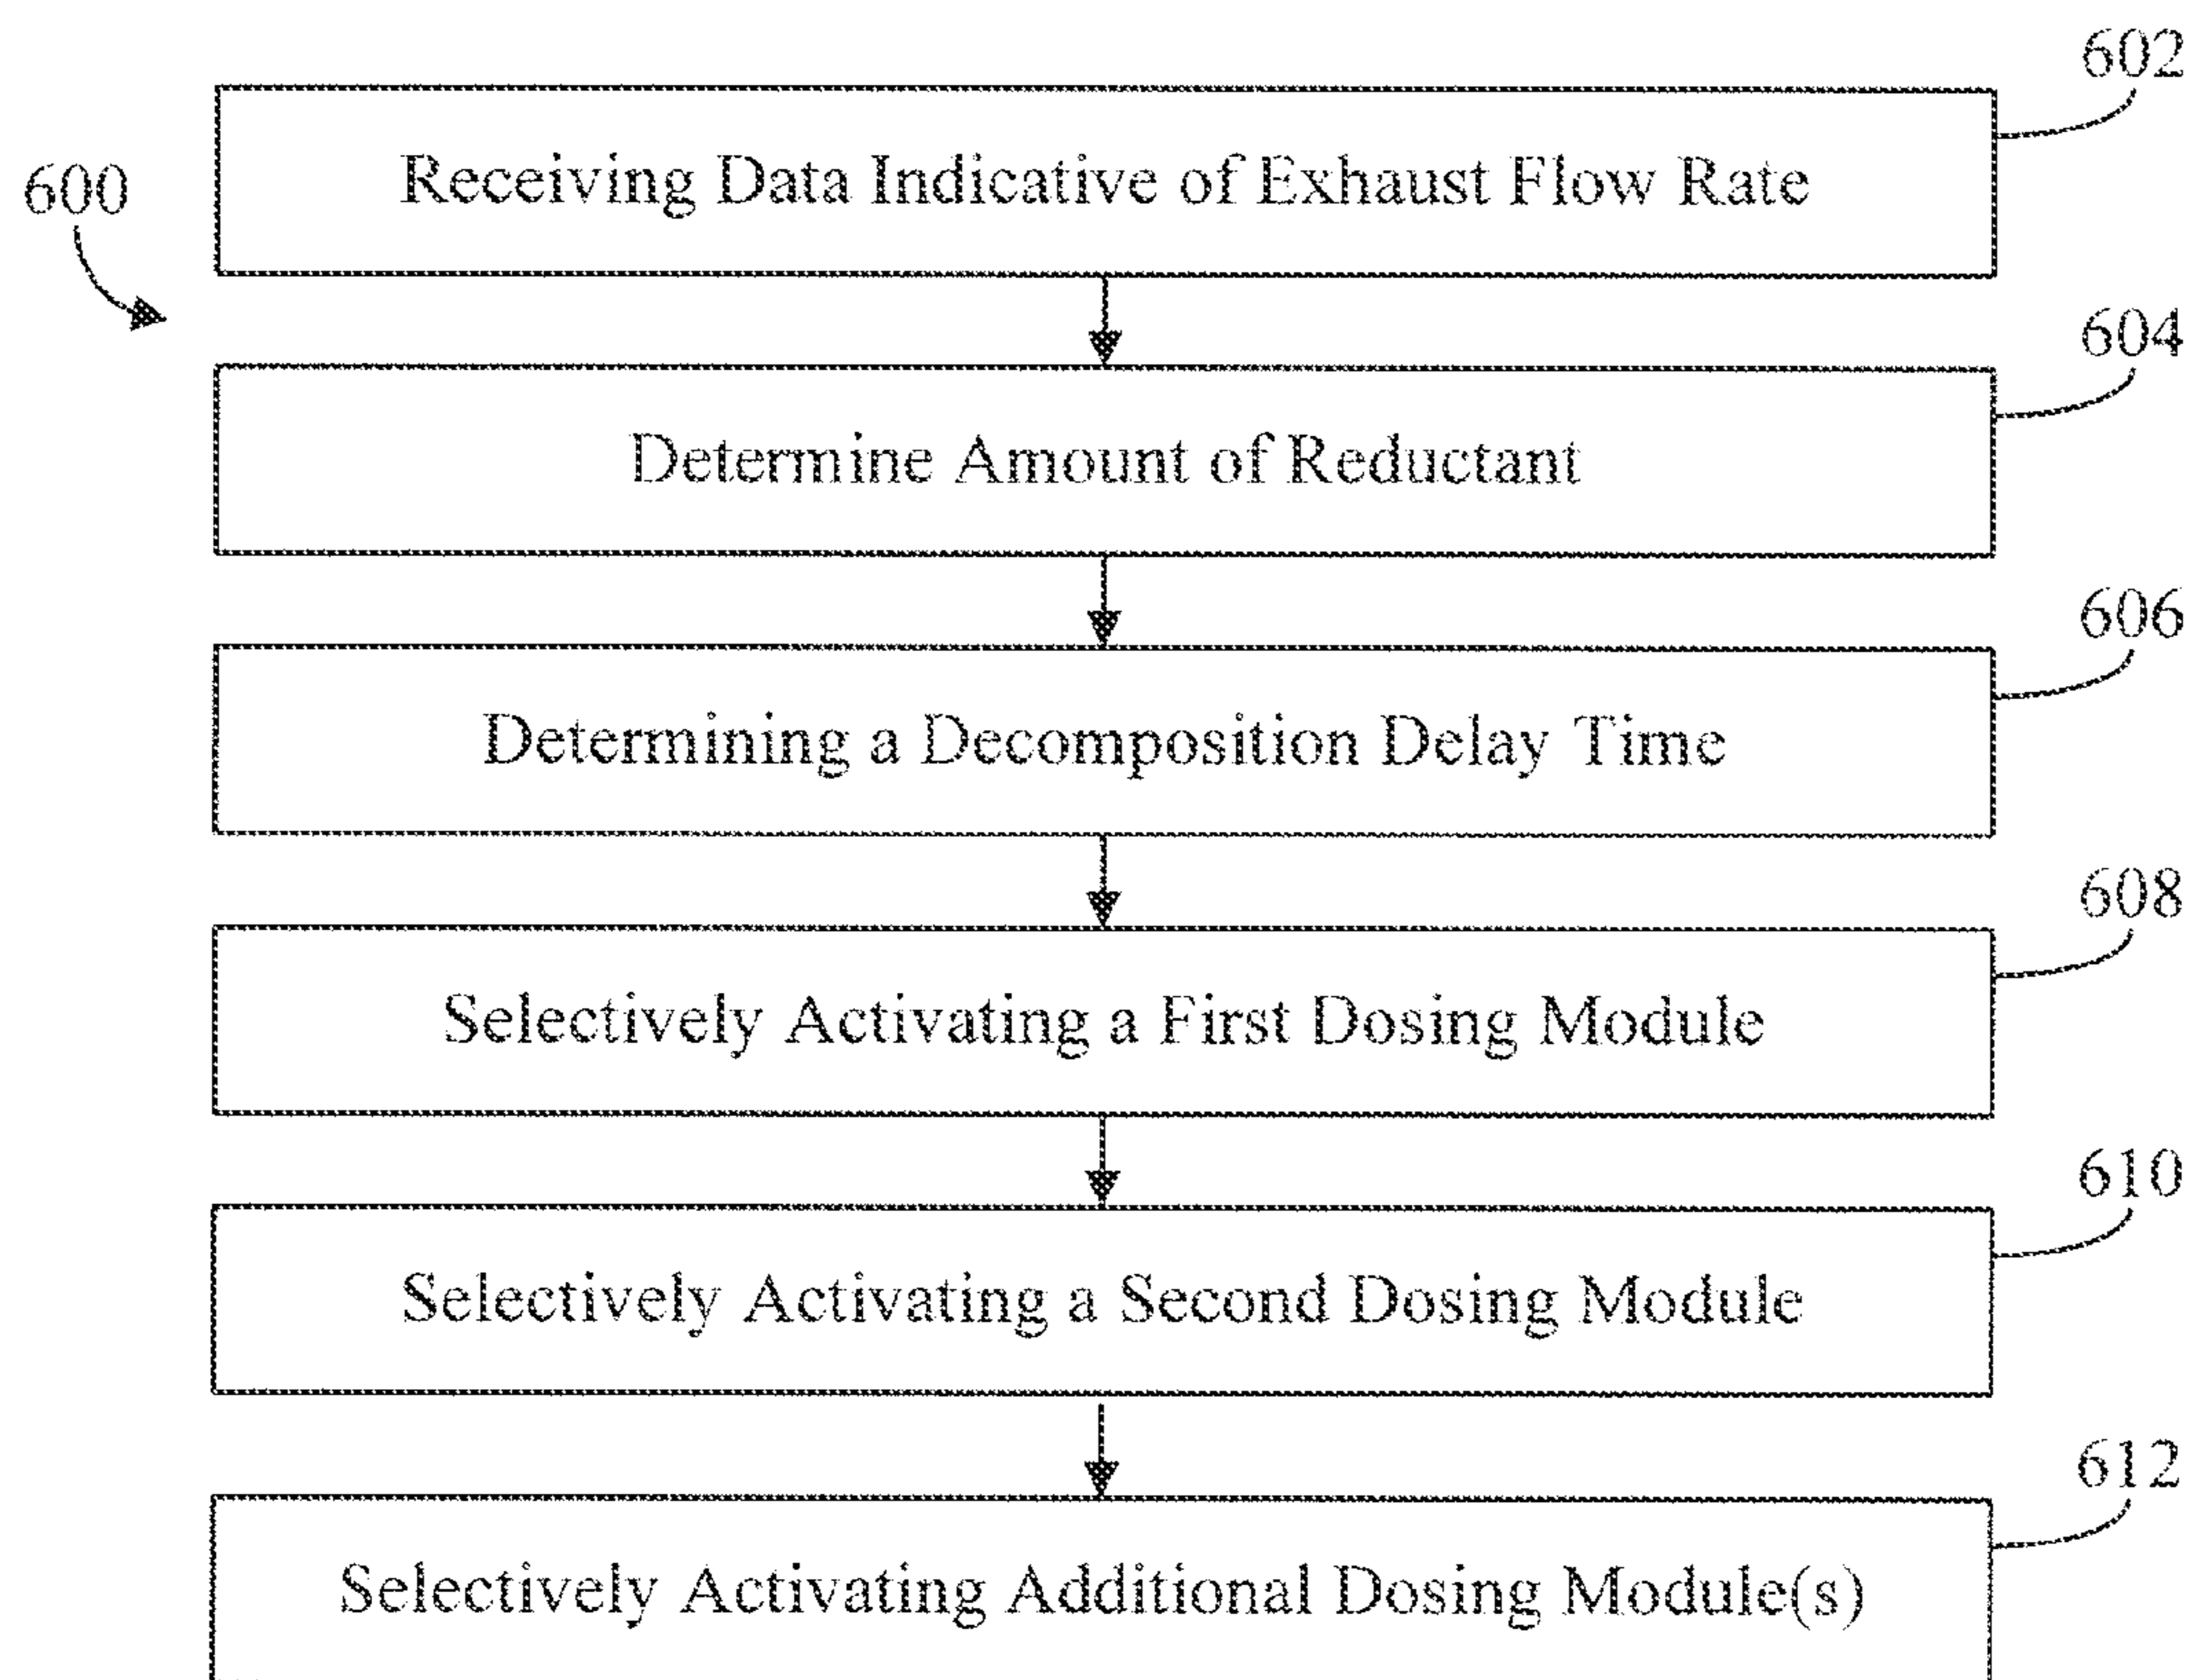 602
Receiving Data Indicative of Exhaust Flow Rate
600
604
Determine Amount of Reductant
606
Determining a Decomposition Delay Time
608
Selectively Activating a First Dosing Module
610
Selectively Activating a Second Dosing Module
612
Selectively Activating Additional Dosing Module(s)